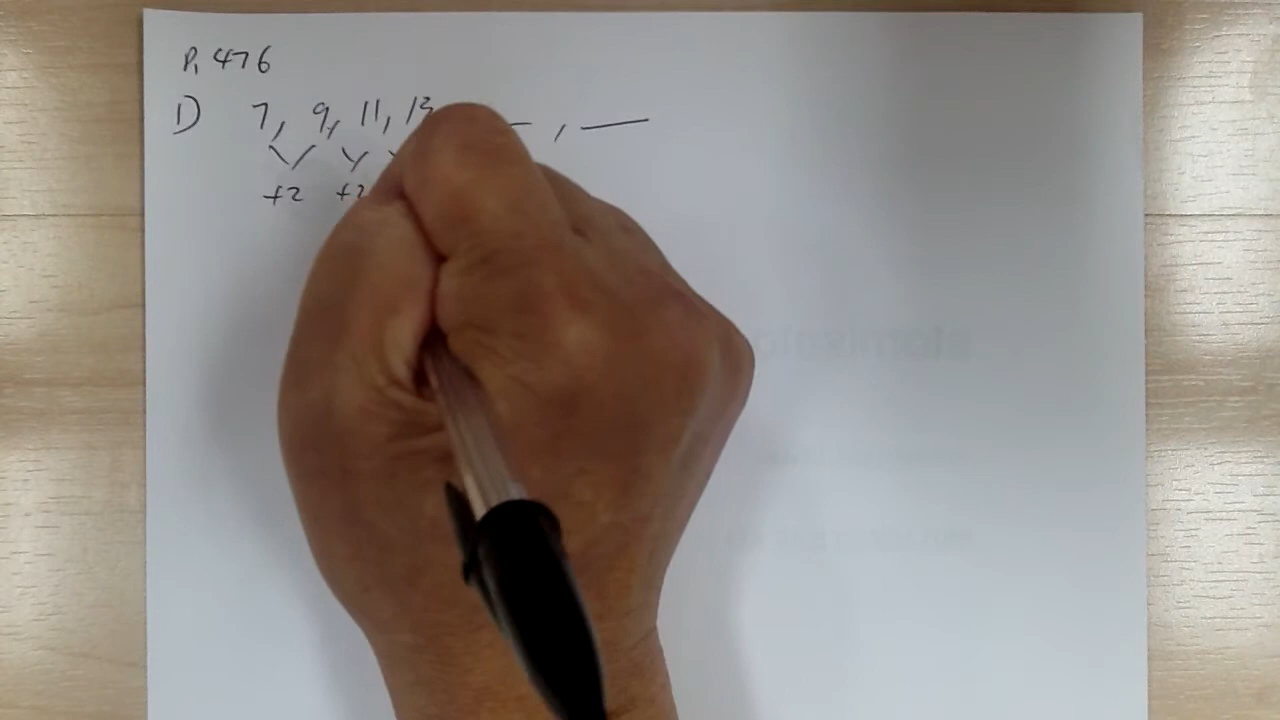 P. 476
1) 7, 9, 11, 13
+2 +2